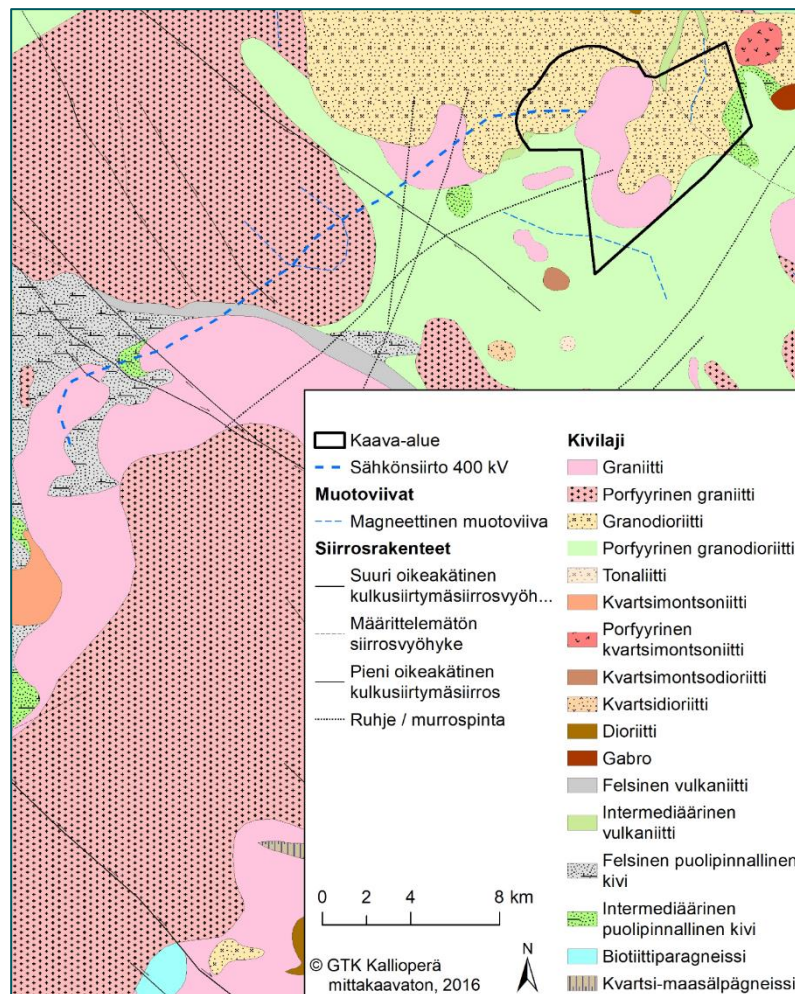 Kaava-alue
Sähkönsiirto 400 kV
Muotoviivat
Magneettinen muotoviiva
Siirrosrakenteet
Suuri oikeakätinen
kulkusiirtymäsiirrosvyöh...
Määrittelemätön
siirrosvyöhyke
Pieni oikeakätinen
kulkusiirtymäsiirros
Ruhje / murrospinta
Kivilaji
Graniitti
Porfyyrinen graniitti
Granodioriitti
Porfyyrinen granodioriitti
Tonaliitti
Kvartsimontsoniitti
Porfyyrinen
kvartsimontsoniitti
Kvartsimontsodioriitti
Kvartsidioriitti
Dioriitti
Gabro
Felsinen vulkaniitti
Intermediäärinen
vulkaniitti
Felsinen puolipinnallinen
kivi
Intermediäärinen
puolipinnallinen kivi
Biotiittiparagneissi
Kvartsi-maasälpägneissi
0 2 4 8 km
N
© GTK Kallioperä
mittakaavaton, 2016